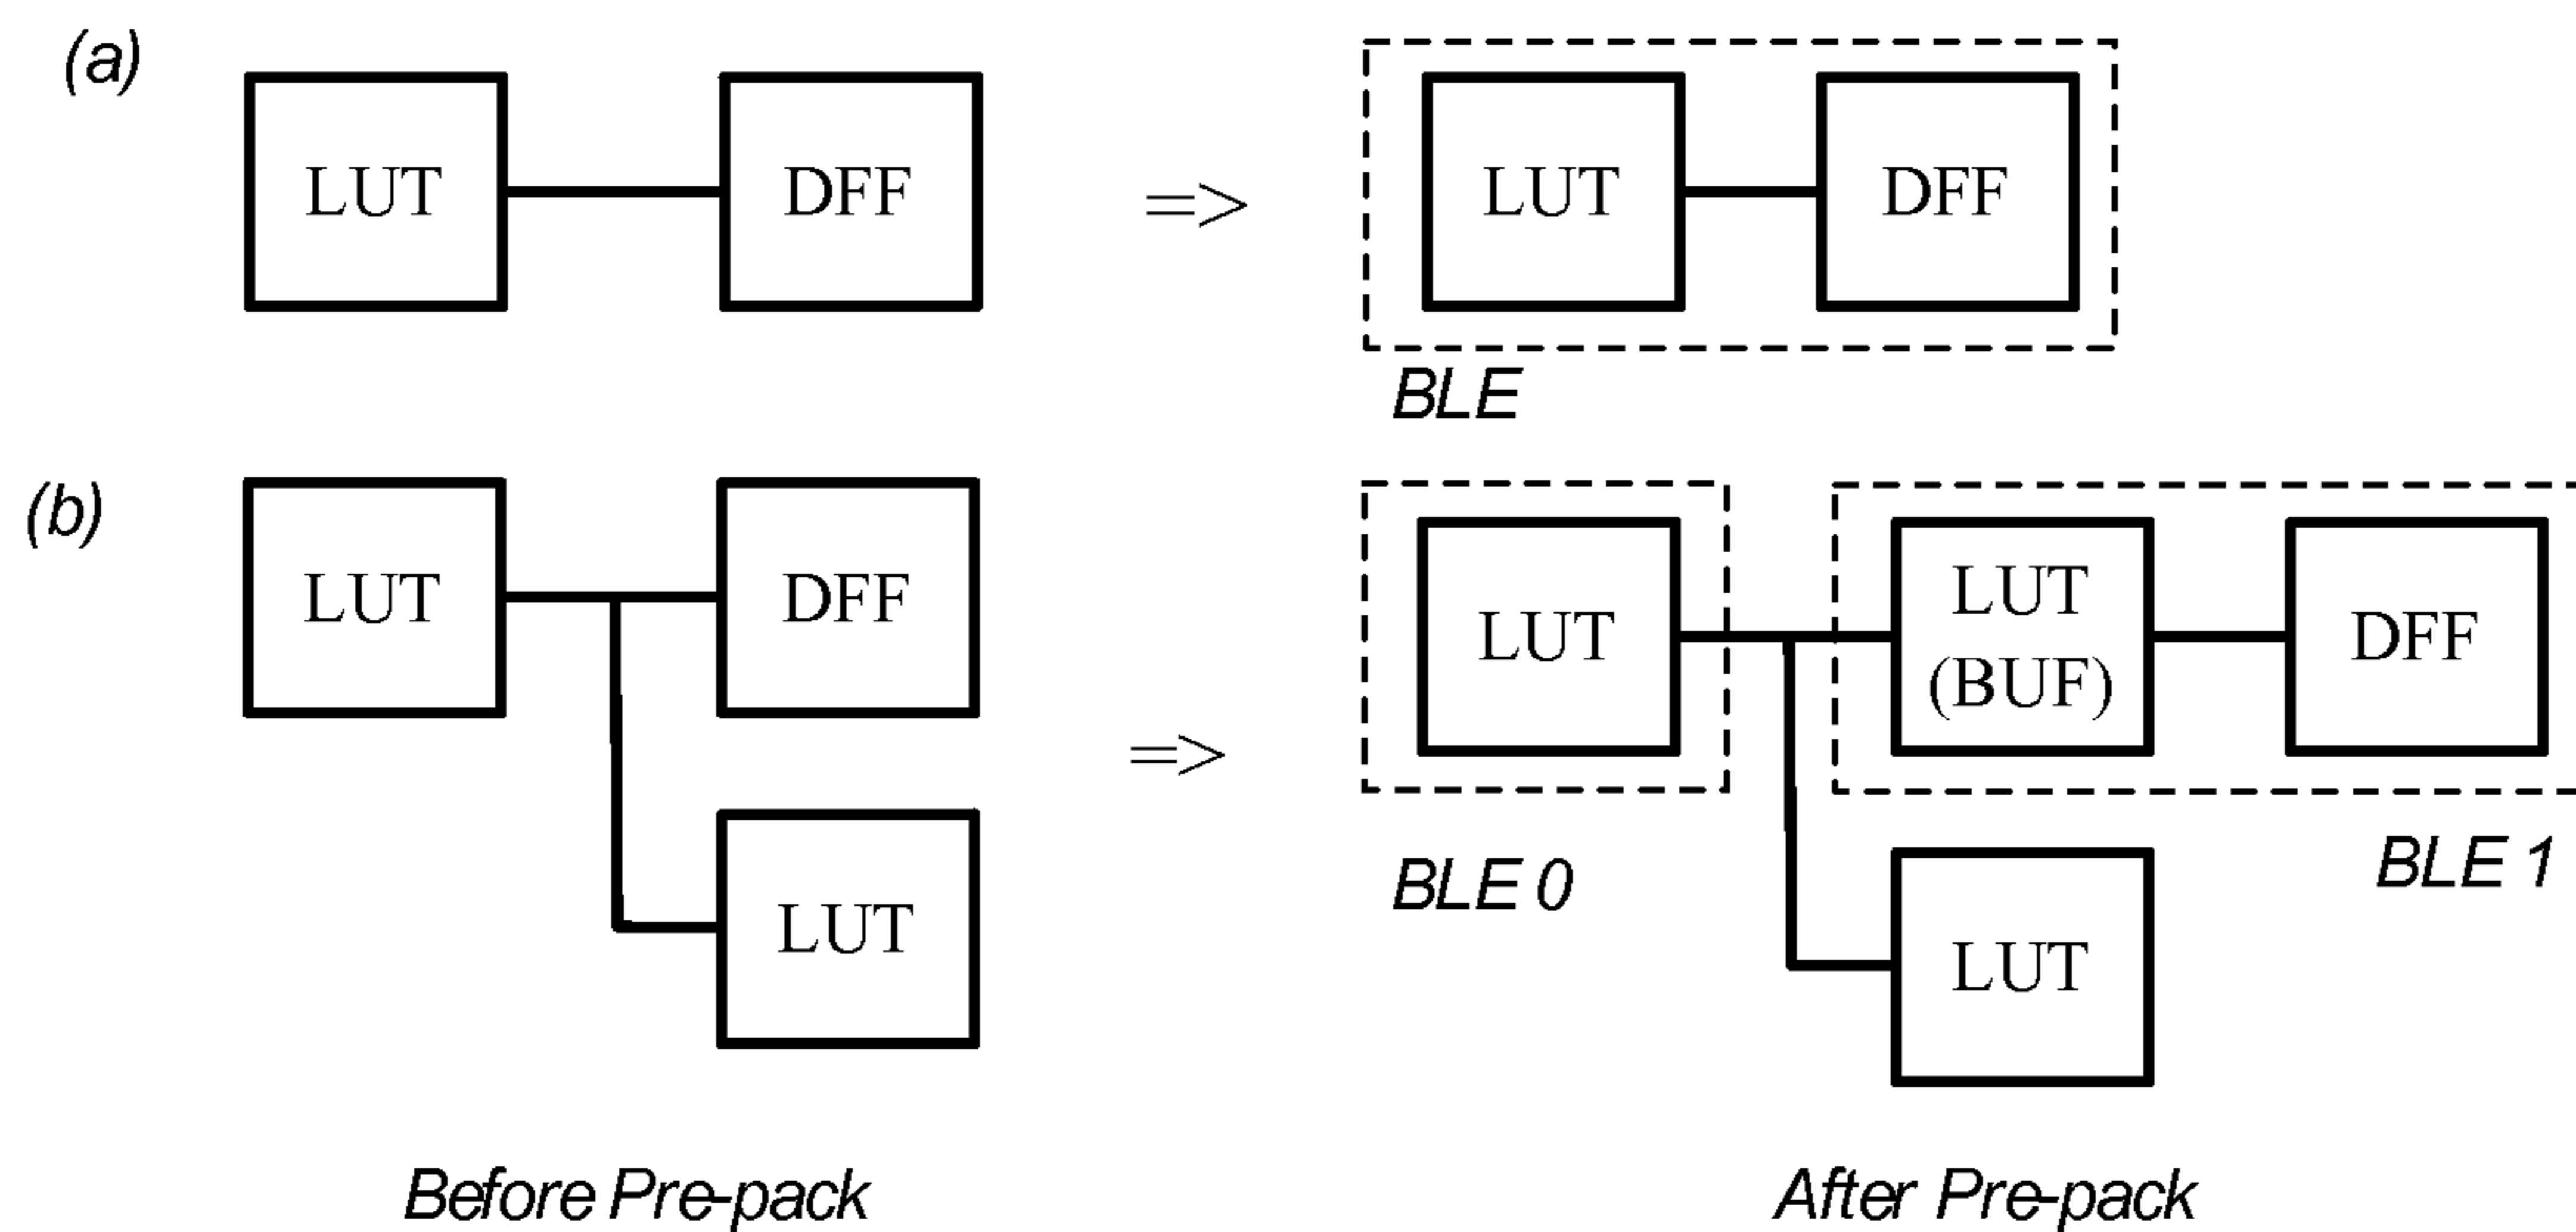 (a)
LUT
DFF
=>
LUT
DFF
BLE
(b)
LUT
DFF
LUT
=>
LUT
LUT
(BUF)
DFF
BLE 0
BLE 1
LUT
Before Pre-pack
After Pre-pack